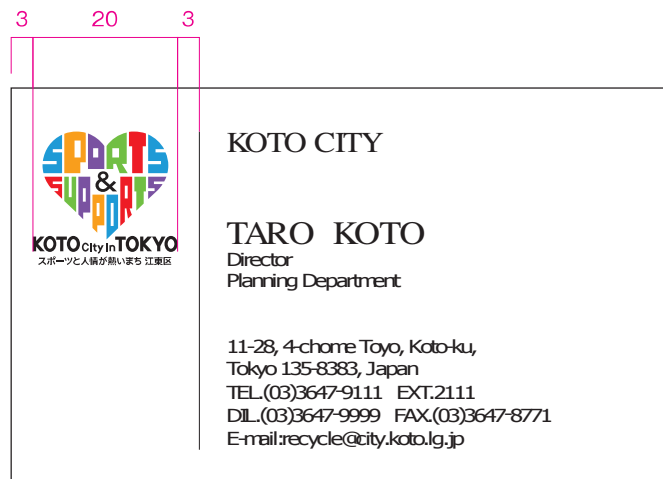 3 20 3
SPORTS
&
SUPPORTS
KOTO City in TOKYO
スポーツと人情が熱いまち 江東区
KOTO CITY
TARO KOTO
Director
Planning Department
11-28, 4-chome Toyo, Koto-ku,
Tokyo 135-8383, Japan
TEL.(03)3647-9111 EXT.2111
DIL.(03)3647-9999 FAX.(03)3647-8771
E-mail:recycle@city.koto.lg.jp